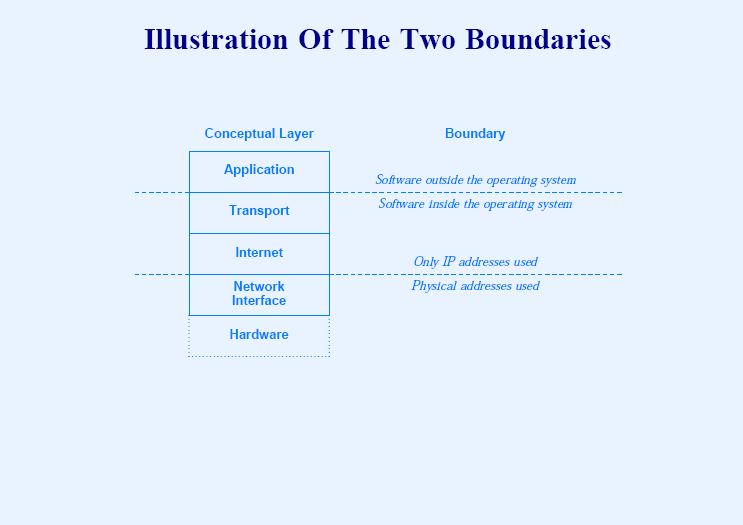 Illustration Of The Two Boundaries
Conceptual Layer
Boundary
Application
Software outside the operating system
Software inside the operating system
Transport
Internet
Only IP addresses used
Physical addresses used
Network
Interface
Hardware